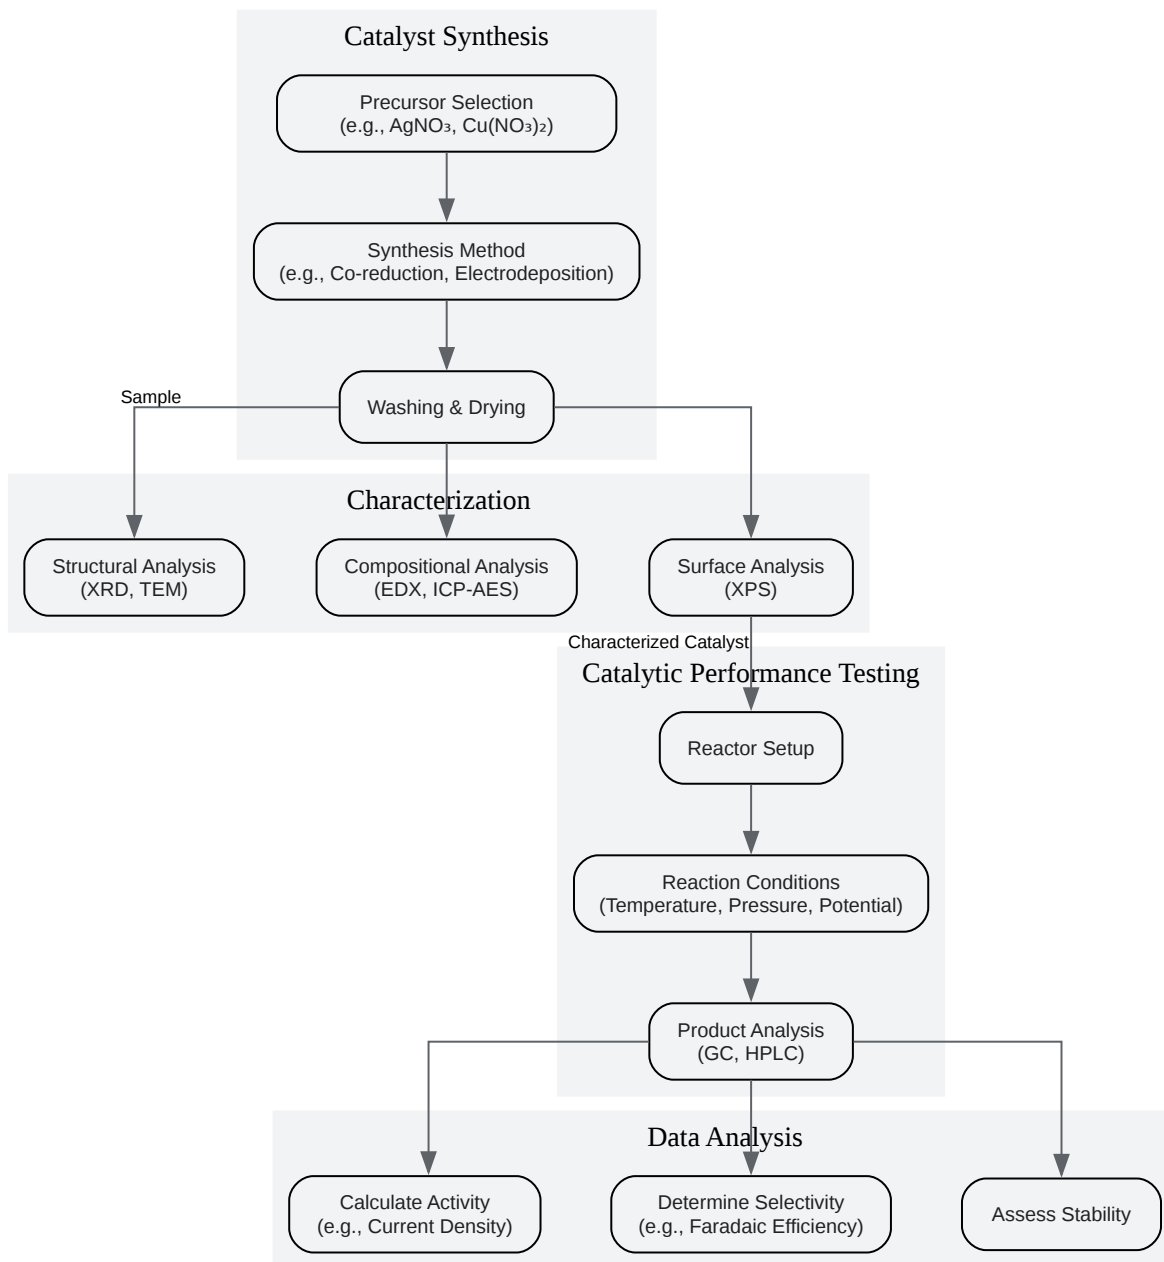 Catalyst Synthesis
Precursor Selection
(e.g., AgNO₃, Cu(NO₃)₂)
Synthesis Method
(e.g., Co-reduction, Electrodeposition)
Sample
Washing & Drying
Characterization
Structural Analysis
(XRD, TEM)
Compositional Analysis
(EDX, ICP-AES)
Surface Analysis
(XPS)
Characterized Catalyst
Catalytic Performance Testing
Reactor Setup
Reaction Conditions
(Temperature, Pressure, Potential)
Product Analysis
(GC, HPLC)
Data Analysis
Calculate Activity
(e.g., Current Density)
Determine Selectivity
(e.g., Faradaic Efficiency)
Assess Stability